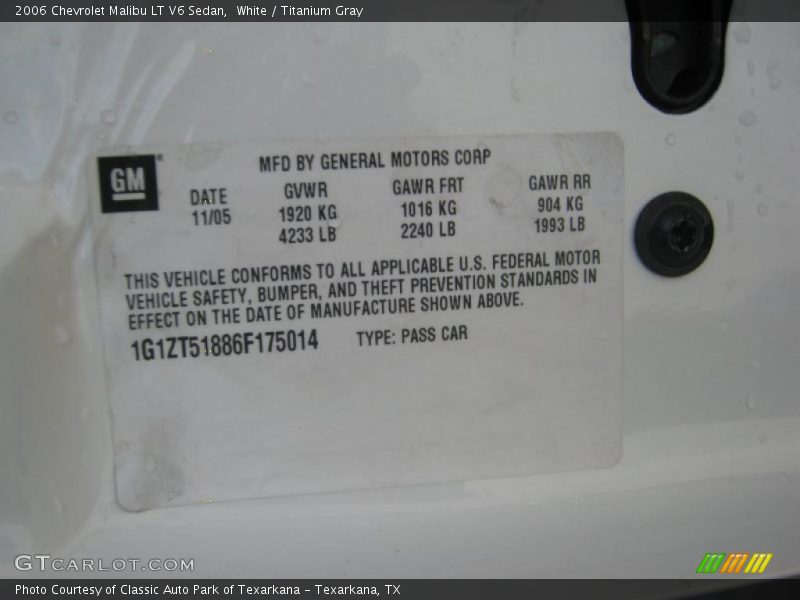 2006 Chevrolet Malibu LT V6 Sedan,  White / Titanium Gray
GM
MFD BY GENERAL MOTORS CORP
DATE GVWR GAWR FRT GAWR RR
11/05 1920 KG 1016 KG 904 KG
4233 LB 2240 LB 1993 LB
THIS VEHICLE CONFORMS TO ALL APPLICABLE U.S. FEDERAL MOTOR
VEHICLE SAFETY, BUMPER, AND THEFT PREVENTION STANDARDS IN
EFFECT ON THE DATE OF MANUFACTURE SHOWN ABOVE.
1G1ZT51886F175014 TYPE: PASS CAR
GTCARLOT.COM
Photo Courtesy of Classic Auto Park of Texarkana – Texarkana, TX